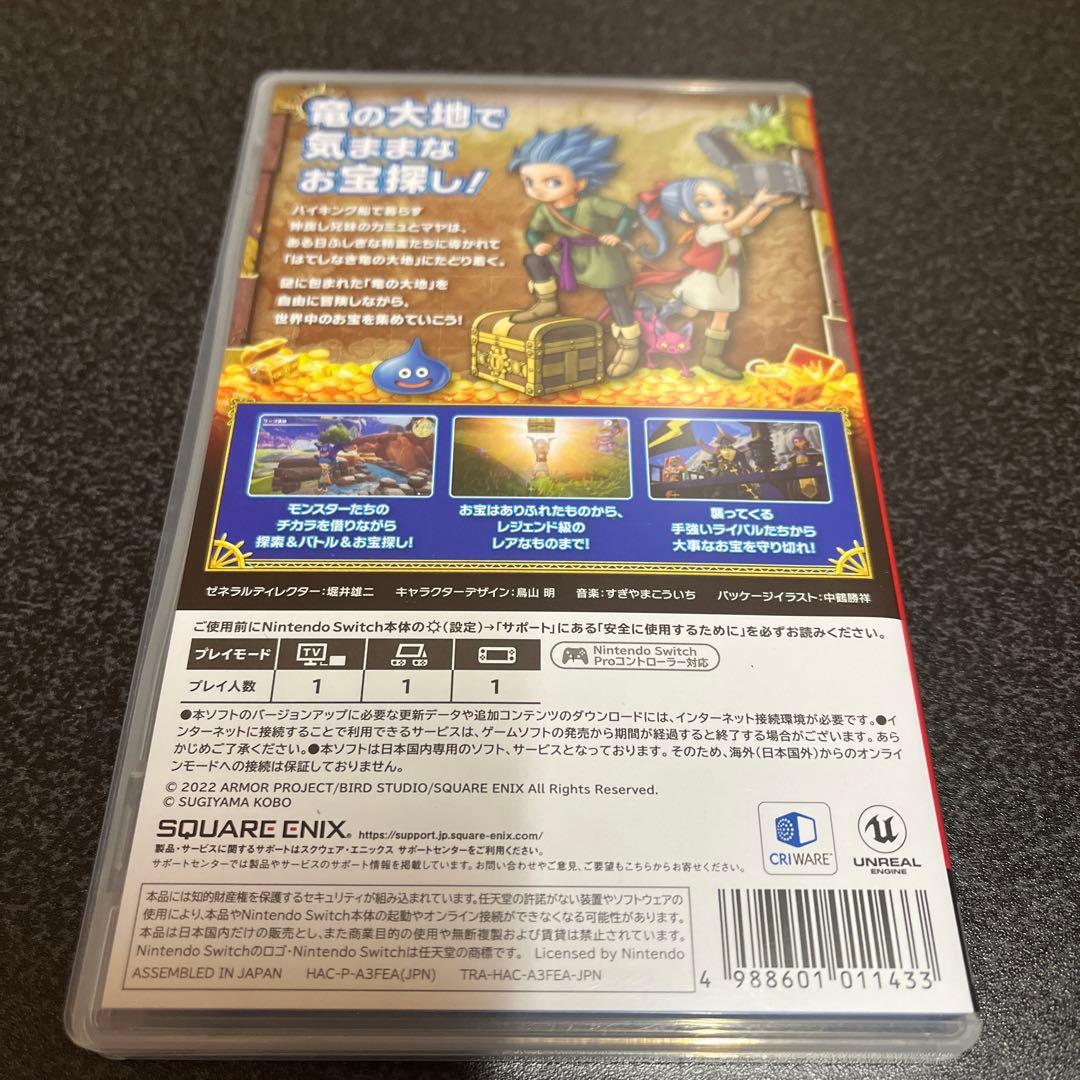 竜の大地で
気ままな
お宝探し!
バイキング船で暮らす
仲良し兄妹のカミュとマヤは、
ある日ふしぎな精霊たちに導かれて
「はてしなき竜の大地」にたどり着く。
謎に包まれた「竜の大地」を
自由に冒険しながら、
世界中のお宝を集めていこう!
モンスターたちの
チカラを借りながら
探索&バトル&お宝探し!
お宝はありふれたものから、
レジェンド級の
レアなものまで!
襲ってくる
手強いライバルたちから
大事なお宝を守り切れ!
ゼネラルディレクター:堀井雄二 キャラクターデザイン:鳥山 明 音楽:すぎやまこういち パッケージイラスト:中鶴勝祥
ご使用前にNintendo Switch本体の(設定)→「サポート」にある「安全に使用するために」を必ずお読みください。
プレイモード TV
Nintendo Switch
Proコントローラー対応
プレイ人数 1 1 1
●本ソフトのバージョンアップに必要な更新データや追加コンテンツのダウンロードには、インターネット接続環境が必要です。●イ
ンターネットに接続することで利用できるサービスは、ゲームソフトの発売から期間が経過すると終了する場合がございます。あら
かじめご了承ください。●本ソフトは日本国内専用のソフト、サービスとなっております。そのため、海外(日本国外)からのオンライ
ンモードへの接続は保証しておりません。
© 2022 ARMOR PROJECT/BIRD STUDIO/SQUARE ENIX All Rights Reserved.
© SUGIYAMA KOBO
SQUARE ENIX® https://support.jp.square-enix.com/
製品・サービスに関するサポートはスクウェア・エニックス サポートセンターをご利用ください。
サポートセンターでは製品やサービスのサポート情報を掲載しています。お問い合わせやご意見、ご要望もこちらからお寄せください。
CRIWARE™
UNREAL
ENGINE
本品には知的財産権を保護するセキュリティが組み込まれています。任天堂の許諾がない装置やソフトウェアの
使用により、本品やNintendo Switch本体の起動やオンライン接続ができなくなる可能性があります。
本品は日本国内だけの販売とし、また商業目的の使用や無断複製および賃貸は禁止されています。
Nintendo Switchのロゴ・Nintendo Switchは任天堂の商標です。 Licensed by Nintendo
ASSEMBLED IN JAPAN HAC-P-A3FEA(JPN) TRA-HAC-A3FEA-JPN
4 988601 011433